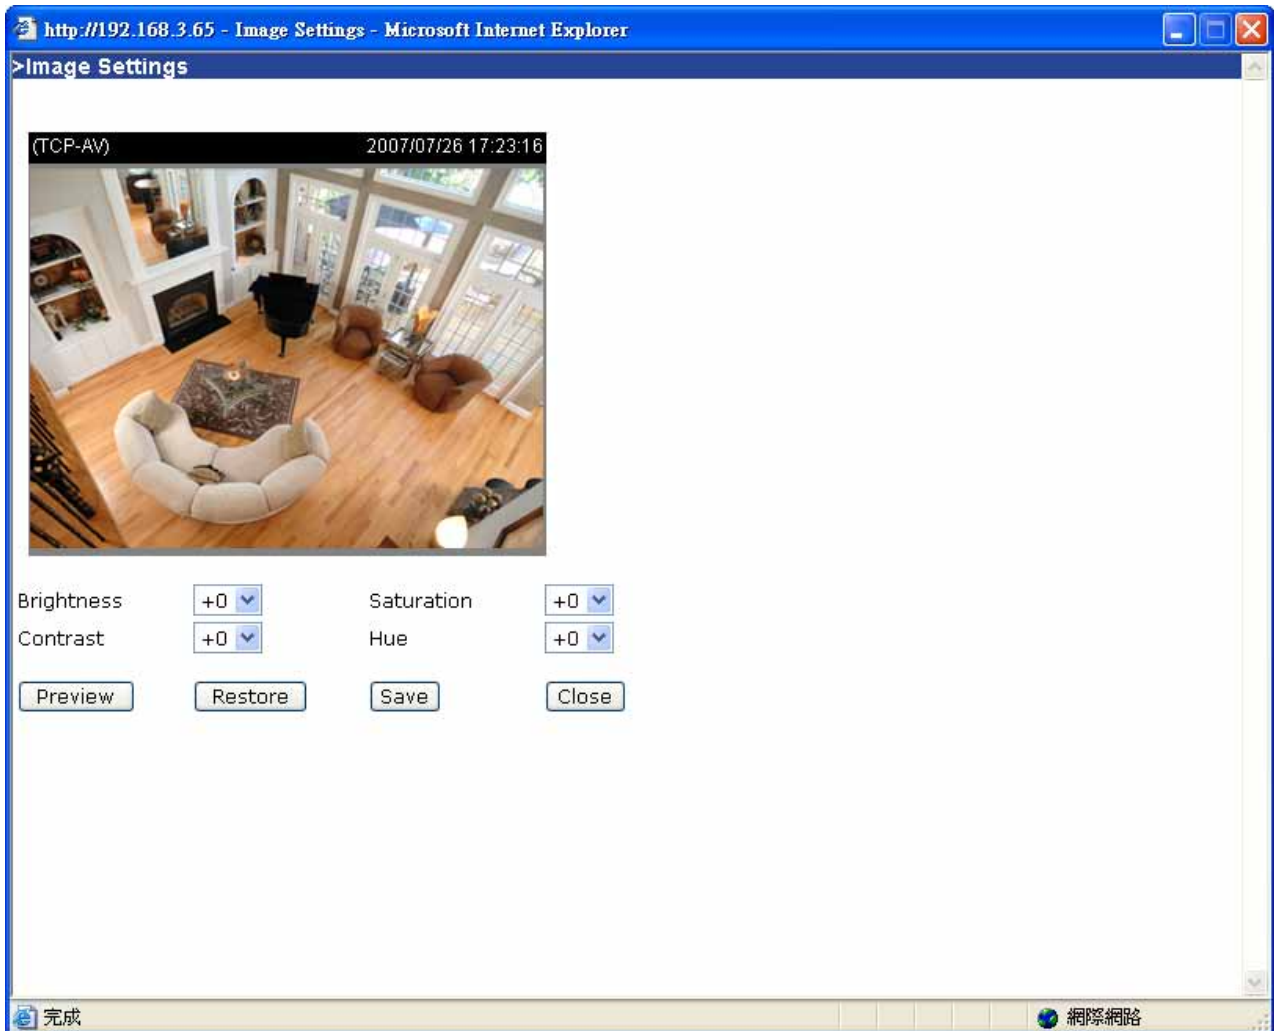 http://192.168.3.65 - Image Settings - Microsoft Internet Explorer
>Image Settings
(TCP-AV) 2007/07/26 17:23:16
Brightness +0 Saturation +0
Contrast +0 Hue +0
Preview Restore Save Close
完成 網際網路